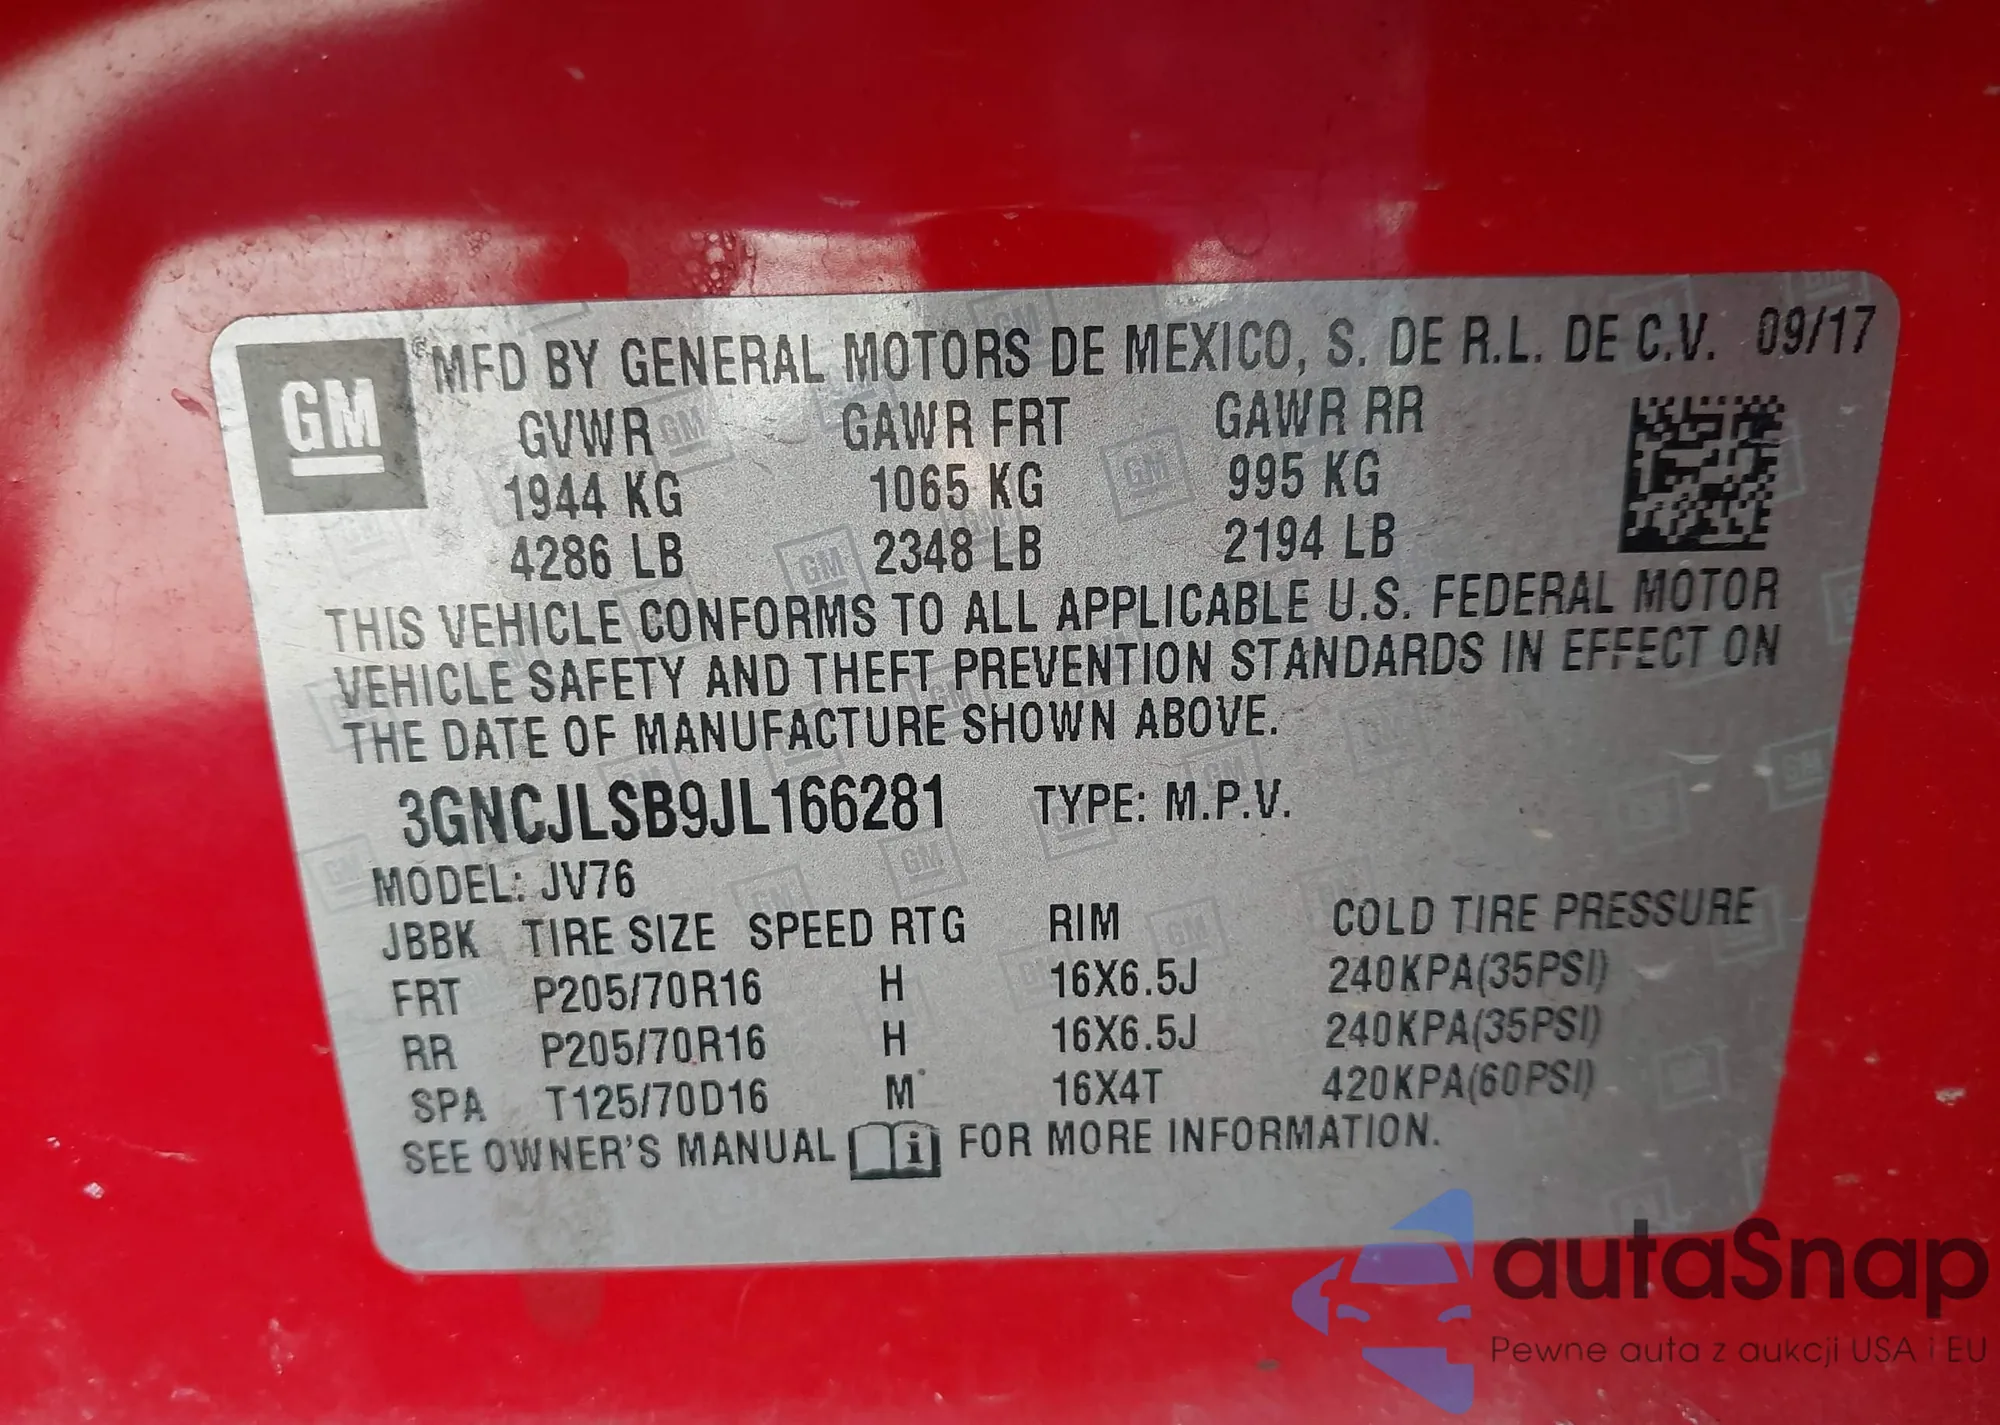 GM
®
MFD BY GENERAL MOTORS DE MEXICO, S. DE R.L. DE C.V. 09/17
GVWR GAWR FRT GAWR RR
1944 KG 1065 KG 995 KG
4286 LB 2348 LB 2194 LB
THIS VEHICLE CONFORMS TO ALL APPLICABLE U.S. FEDERAL MOTOR
VEHICLE SAFETY AND THEFT PREVENTION STANDARDS IN EFFECT ON
THE DATE OF MANUFACTURE SHOWN ABOVE.
3GNCJLSB9JL166281 TYPE: M.P.V.
MODEL: JV76
JBBK TIRE SIZE SPEED RTG RIM COLD TIRE PRESSURE
FRT P205/70R16 H 16X6.5J 240KPA(35PSI)
RR P205/70R16 H 16X6.5J 240KPA(35PSI)
SPA T125/70D16 M 16X4T 420KPA(60PSI)
SEE OWNER'S MANUAL i FOR MORE INFORMATION.
autaSnap
Pewne auta z aukcji USA i EU